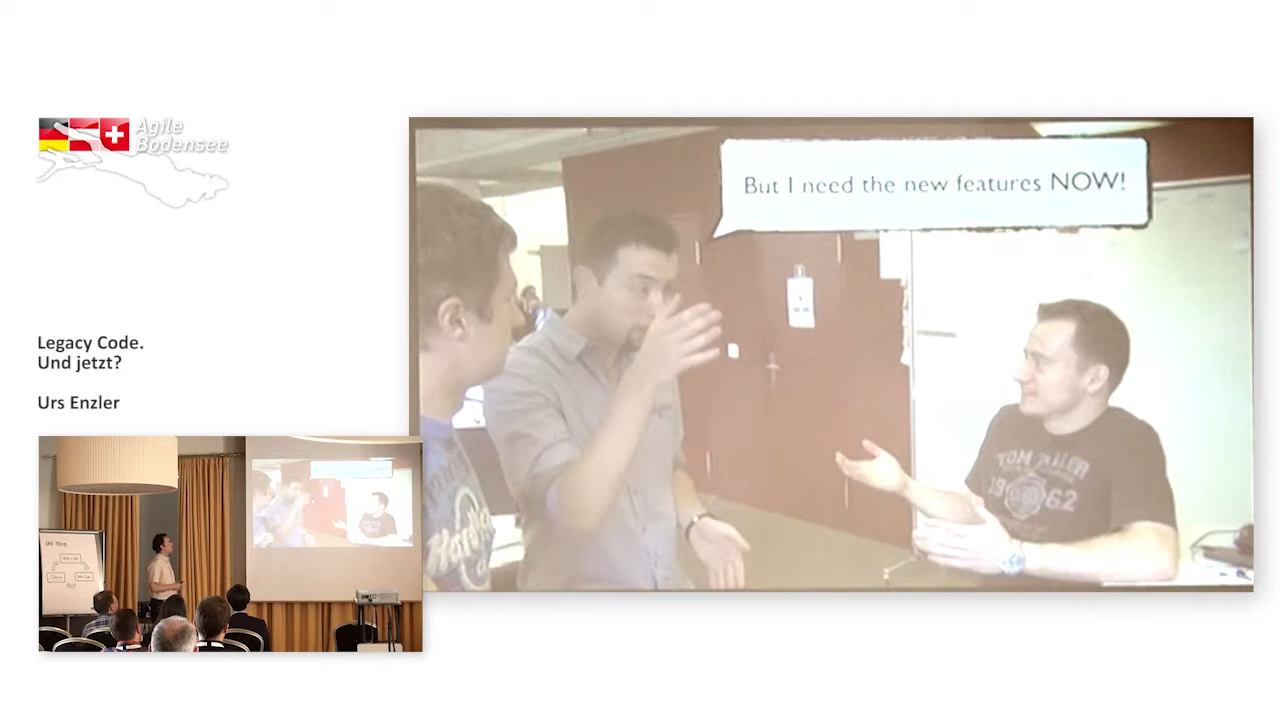 Agile
Bodensee
But I need the new features NOW!
Legacy Code.
Und jetzt?
Urs Enzler
TOM TAILOR
19 62